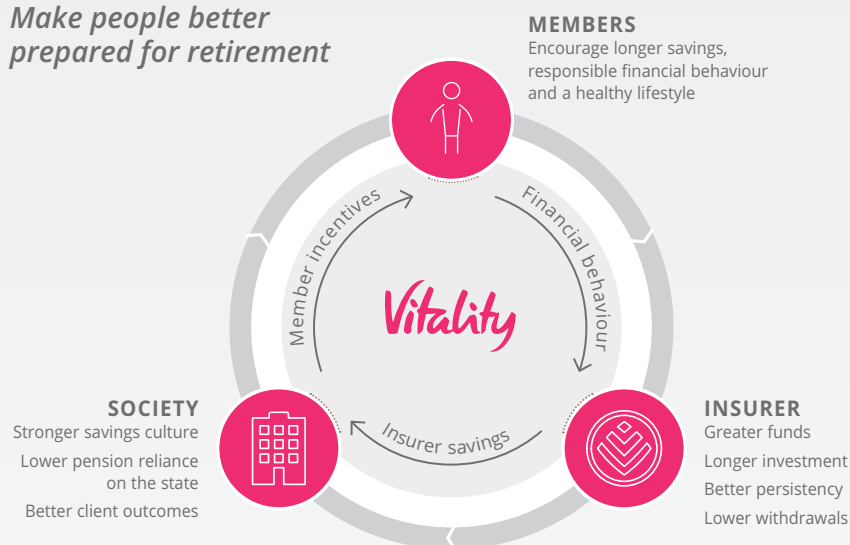 Make people better
prepared for retirement
MEMBERS
Encourage longer savings,
responsible financial behaviour
and a healthy lifestyle
Member incentives
Financial behaviour
Vitality
Insurer savings
SOCIETY
Stronger savings culture
Lower pension reliance
on the state
Better client outcomes
INSURER
Greater funds
Longer investment
Better persistency
Lower withdrawals